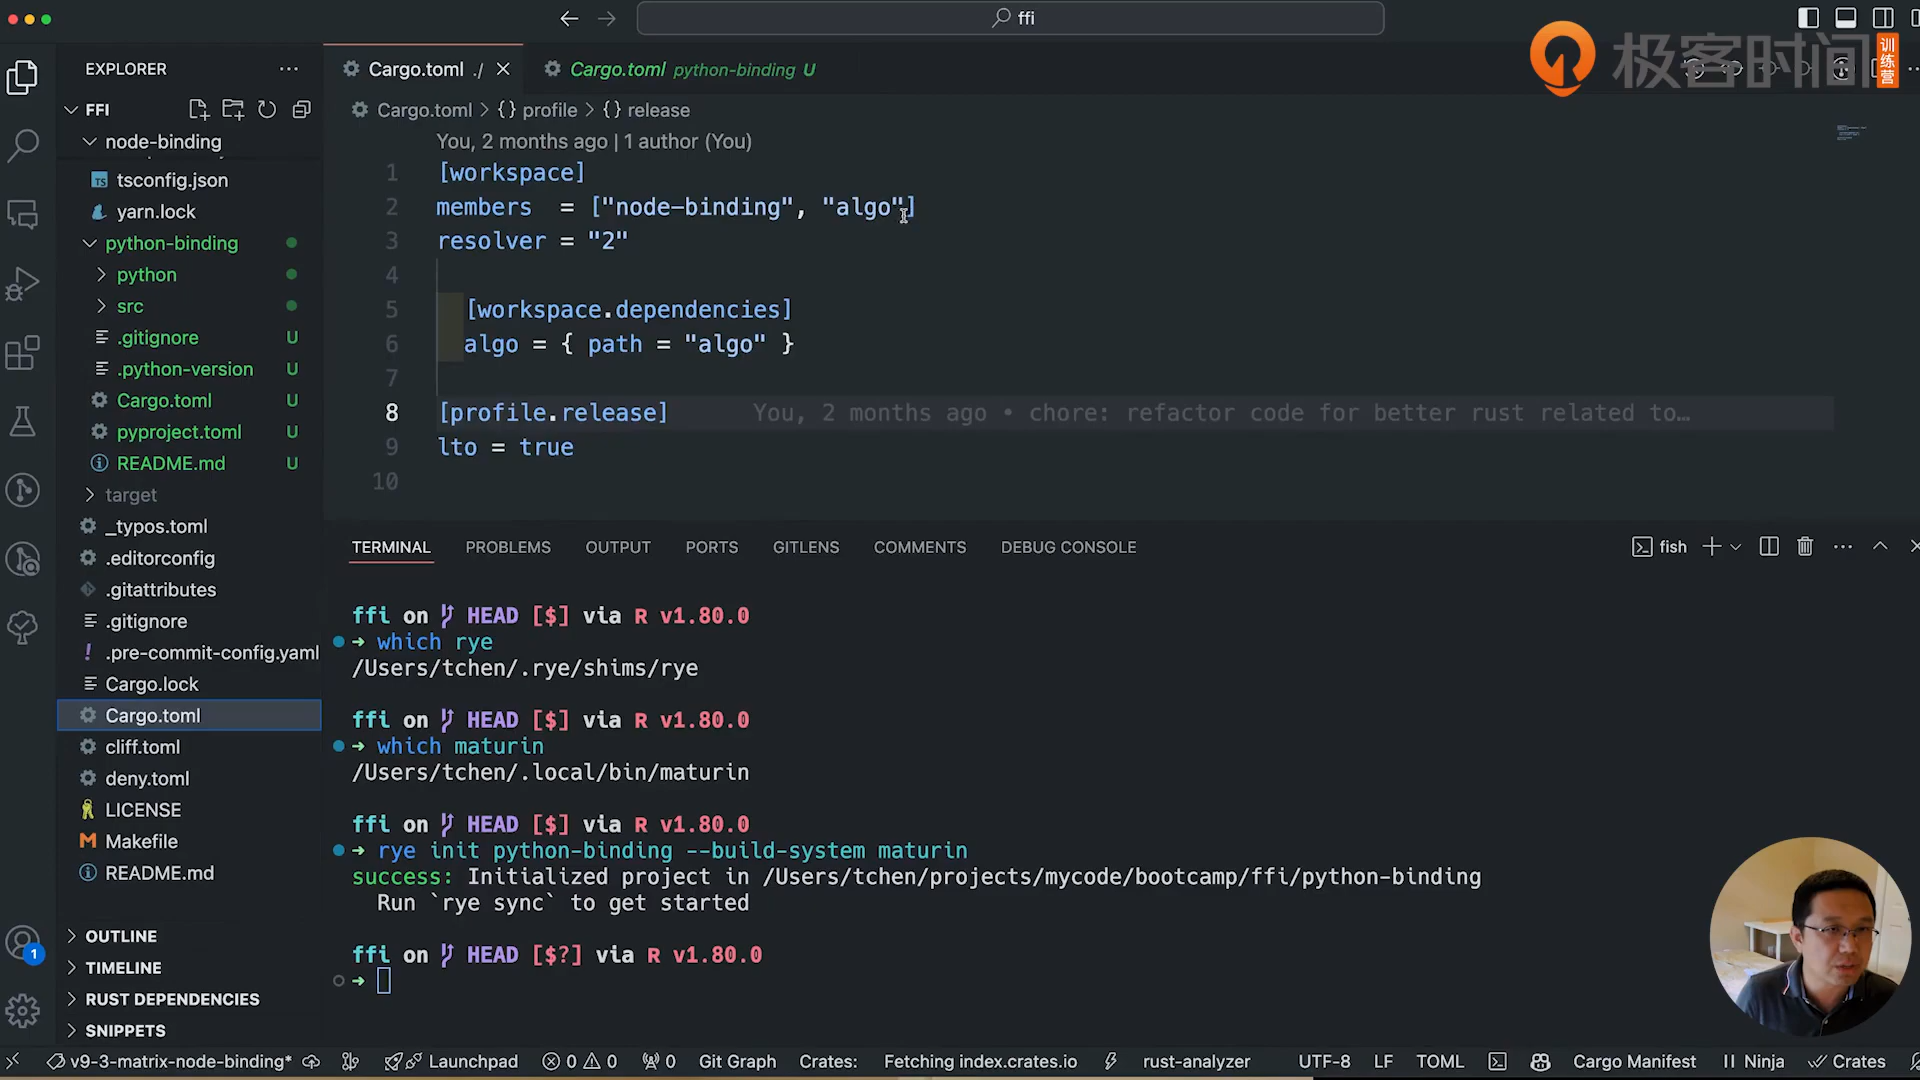 ffi
极客时间 训练营
EXPLORER
FFI
node-binding
tsconfig.json
yarn.lock
python-binding
python
src
.gitignore U
.python-version U
Cargo.toml U
pyproject.toml U
README.md U
target
_typos.toml
.editorconfig
.gitattributes
.gitignore
.pre-commit-config.yaml
Cargo.lock
Cargo.toml
cliff.toml
deny.toml
LICENSE
Makefile
README.md
OUTLINE
TIMELINE
RUST DEPENDENCIES
SNIPPETS
1
Cargo.toml ./
Cargo.toml python-binding U
Cargo.toml > {} profile > {} release
You, 2 months ago | 1 author (You)
1 [workspace]
2 members = ["node-binding", "algo"]
3 resolver = "2"
4
5 [workspace.dependencies]
6 algo = { path = "algo" }
7
8 [profile.release] You, 2 months ago • chore: refactor code for better rust related to…
9 lto = true
10
TERMINAL PROBLEMS OUTPUT PORTS GITLENS COMMENTS DEBUG CONSOLE
fish
ffi on HEAD [$] via R v1.80.0
➜ which rye
/Users/tchen/.rye/shims/rye
ffi on HEAD [$] via R v1.80.0
➜ which maturin
/Users/tchen/.local/bin/maturin
ffi on HEAD [$] via R v1.80.0
➜ rye init python-binding --build-system maturin
success: Initialized project in /Users/tchen/projects/mycode/bootcamp/ffi/python-binding
Run `rye sync` to get started
ffi on HEAD [$?] via R v1.80.0
➜
v9-3-matrix-node-binding* Launchpad 0 0 0 Git Graph Crates: Fetching index.crates.io rust-analyzer UTF-8 LF TOML Cargo Manifest Ninja Crates